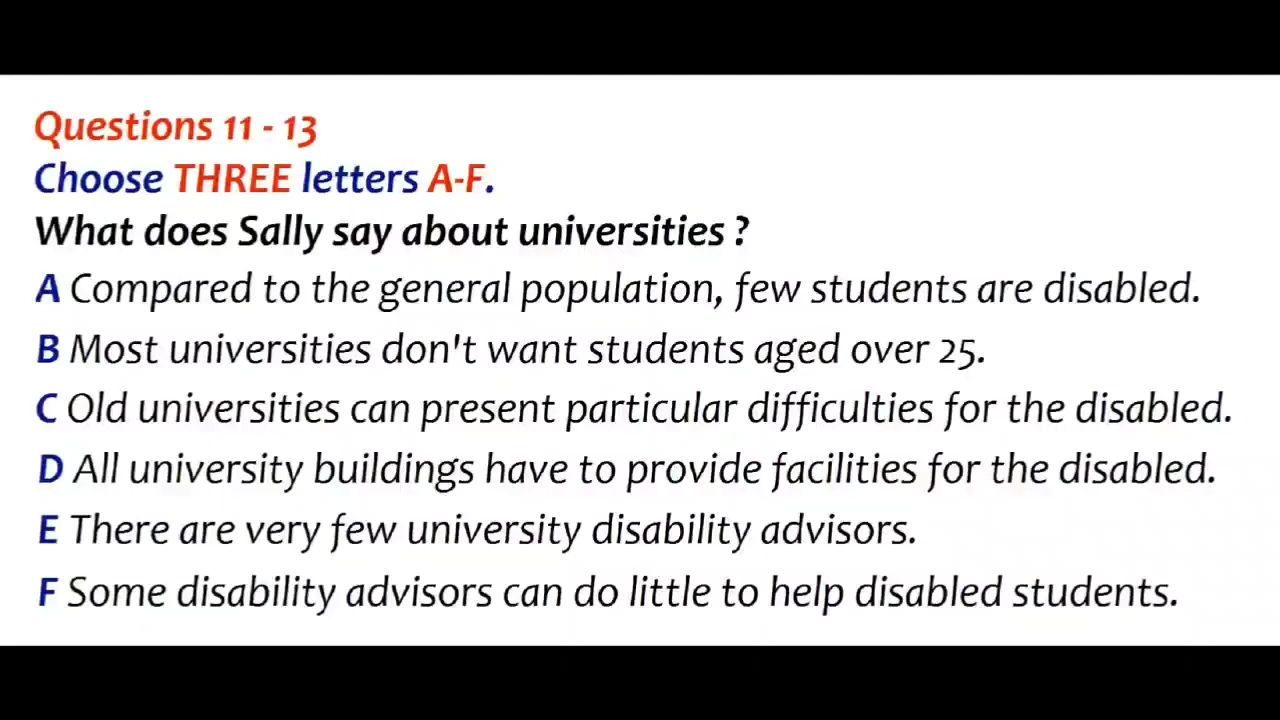 Questions 11 - 13
Choose THREE letters A-F.
What does Sally say about universities ?
A Compared to the general population, few students are disabled.
B Most universities don't want students aged over 25.
C Old universities can present particular difficulties for the disabled.
D All university buildings have to provide facilities for the disabled.
E There are very few university disability advisors.
F Some disability advisors can do little to help disabled students.